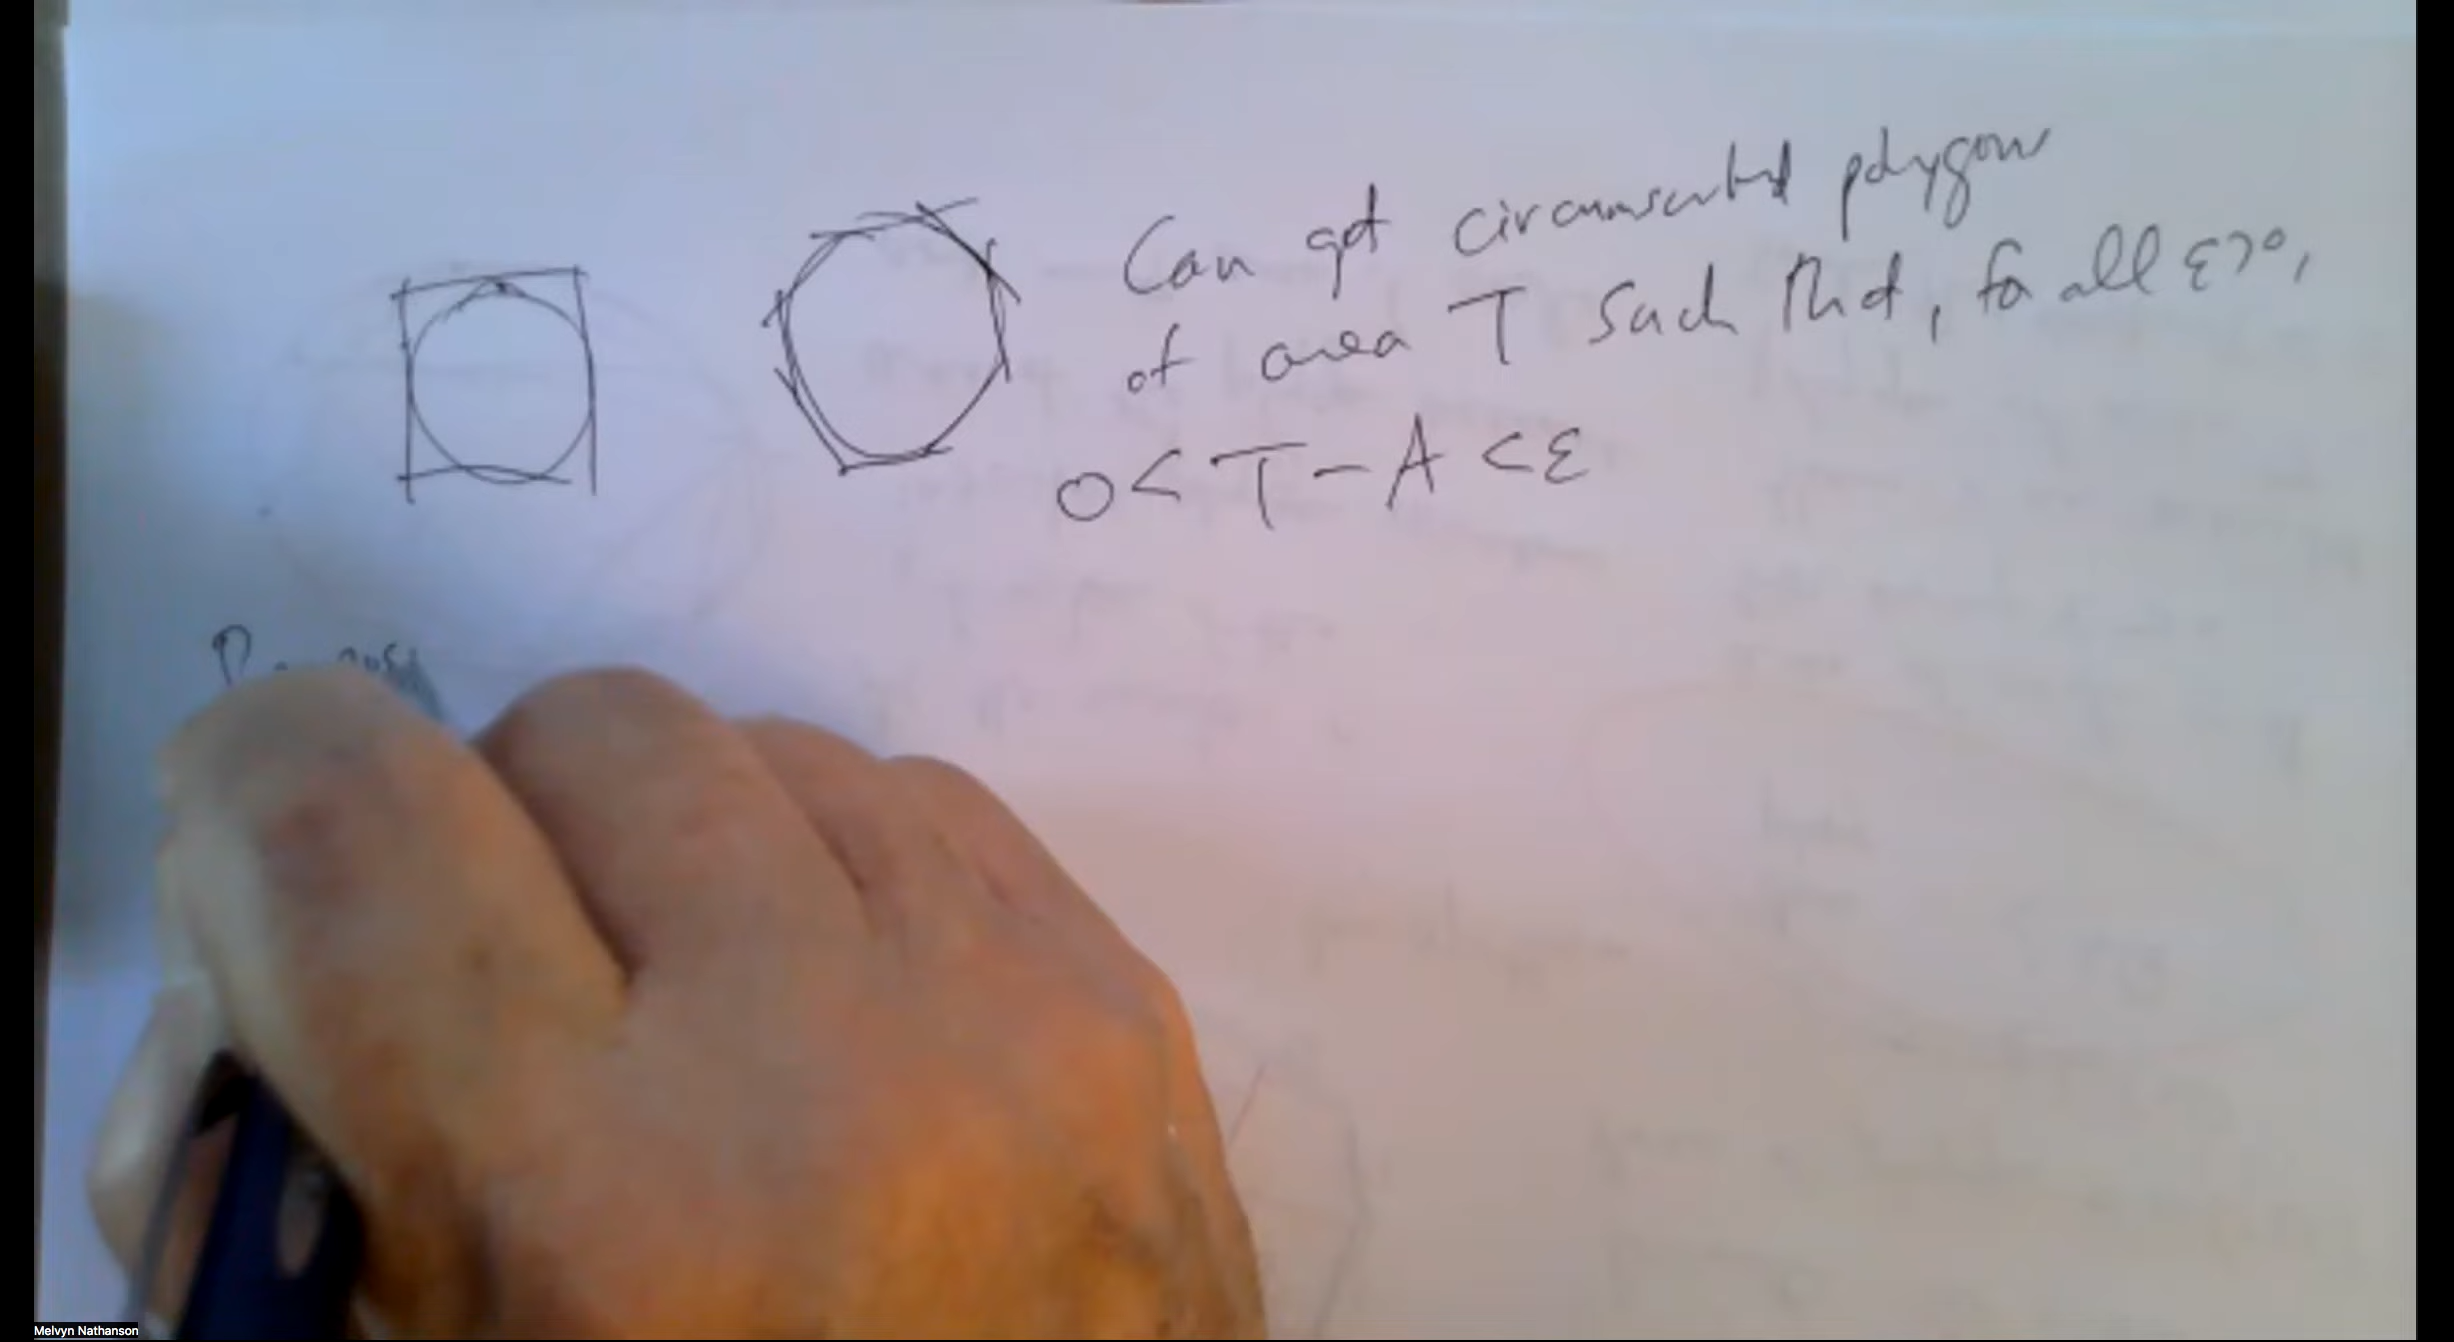 Can get circumscribed polygon
of area T such that, for all ε>0,
0 < T - A < ε
Melvyn Nathanson